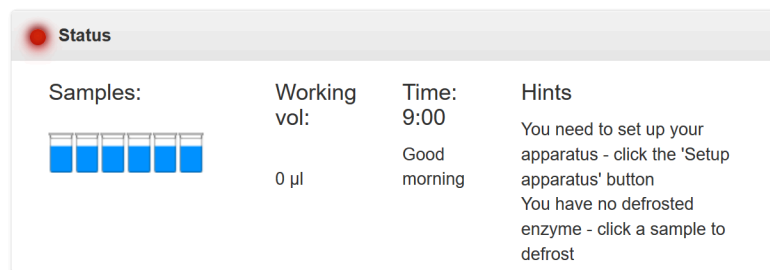 Status
Samples:
Working
vol:
0 µl
Time:
9:00
Good
morning
Hints
You need to set up your
apparatus - click the 'Setup
apparatus' button
You have no defrosted
enzyme - click a sample to
defrost